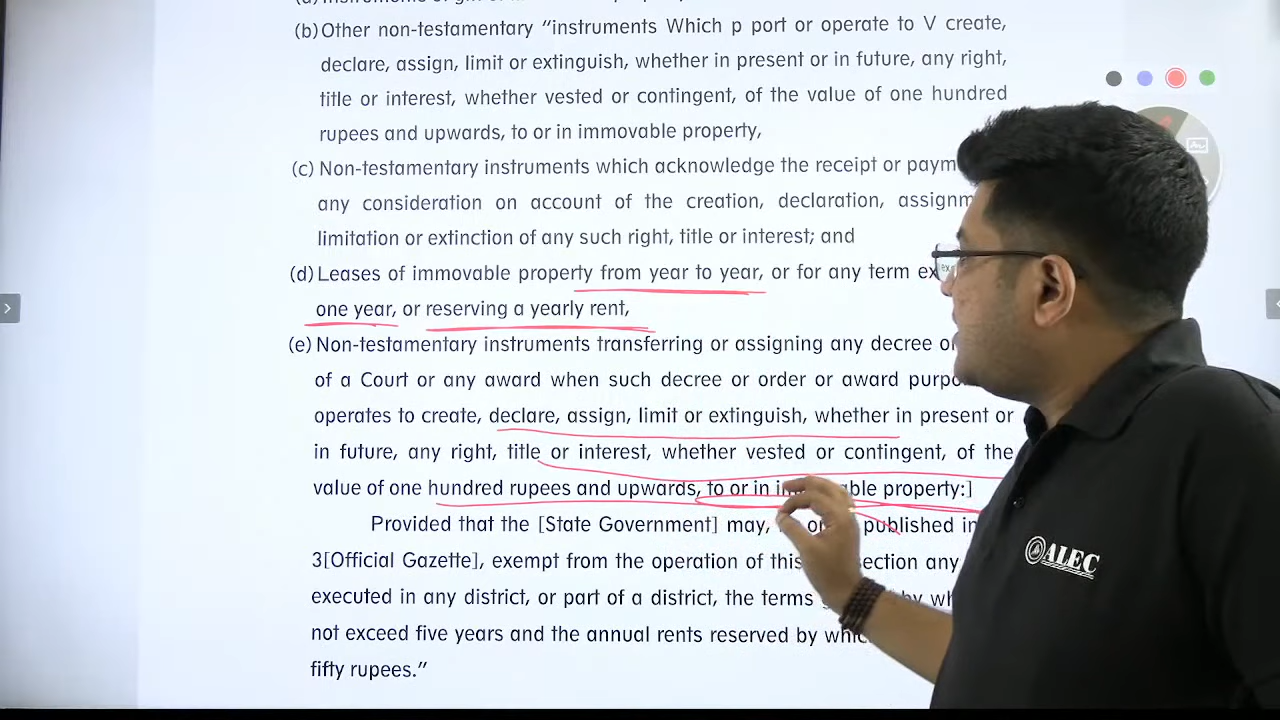 (b) Other non-testamentary “instruments Which p port or operate to V create,
declare, assign, limit or extinguish, whether in present or in future, any right,
title or interest, whether vested or contingent, of the value of one hundred
rupees and upwards, to or in immovable property,
(c) Non-testamentary instruments which acknowledge the receipt or
any consideration on account of the creation, declaration,
limitation or extinction of any such right, title or interest; and
(d) Leases of immovable property from year to year, or for any term
one year, or reserving a yearly rent,
(e) Non-testamentary instruments transferring or assigning any decree
of a Court or any award when such decree or order or award
operates to create, declare, assign, limit or extinguish, whether in present or
in future, any right, title or interest, whether vested or contingent, of the
value of one hundred rupees and upwards, to or in property:]
Provided that the [State Government] may, published in
3[Official Gazette], exempt from the operation of this any
executed in any district, or part of a district, the terms by
not exceed five years and the annual rents reserved by
fifty rupees.”
ALEC